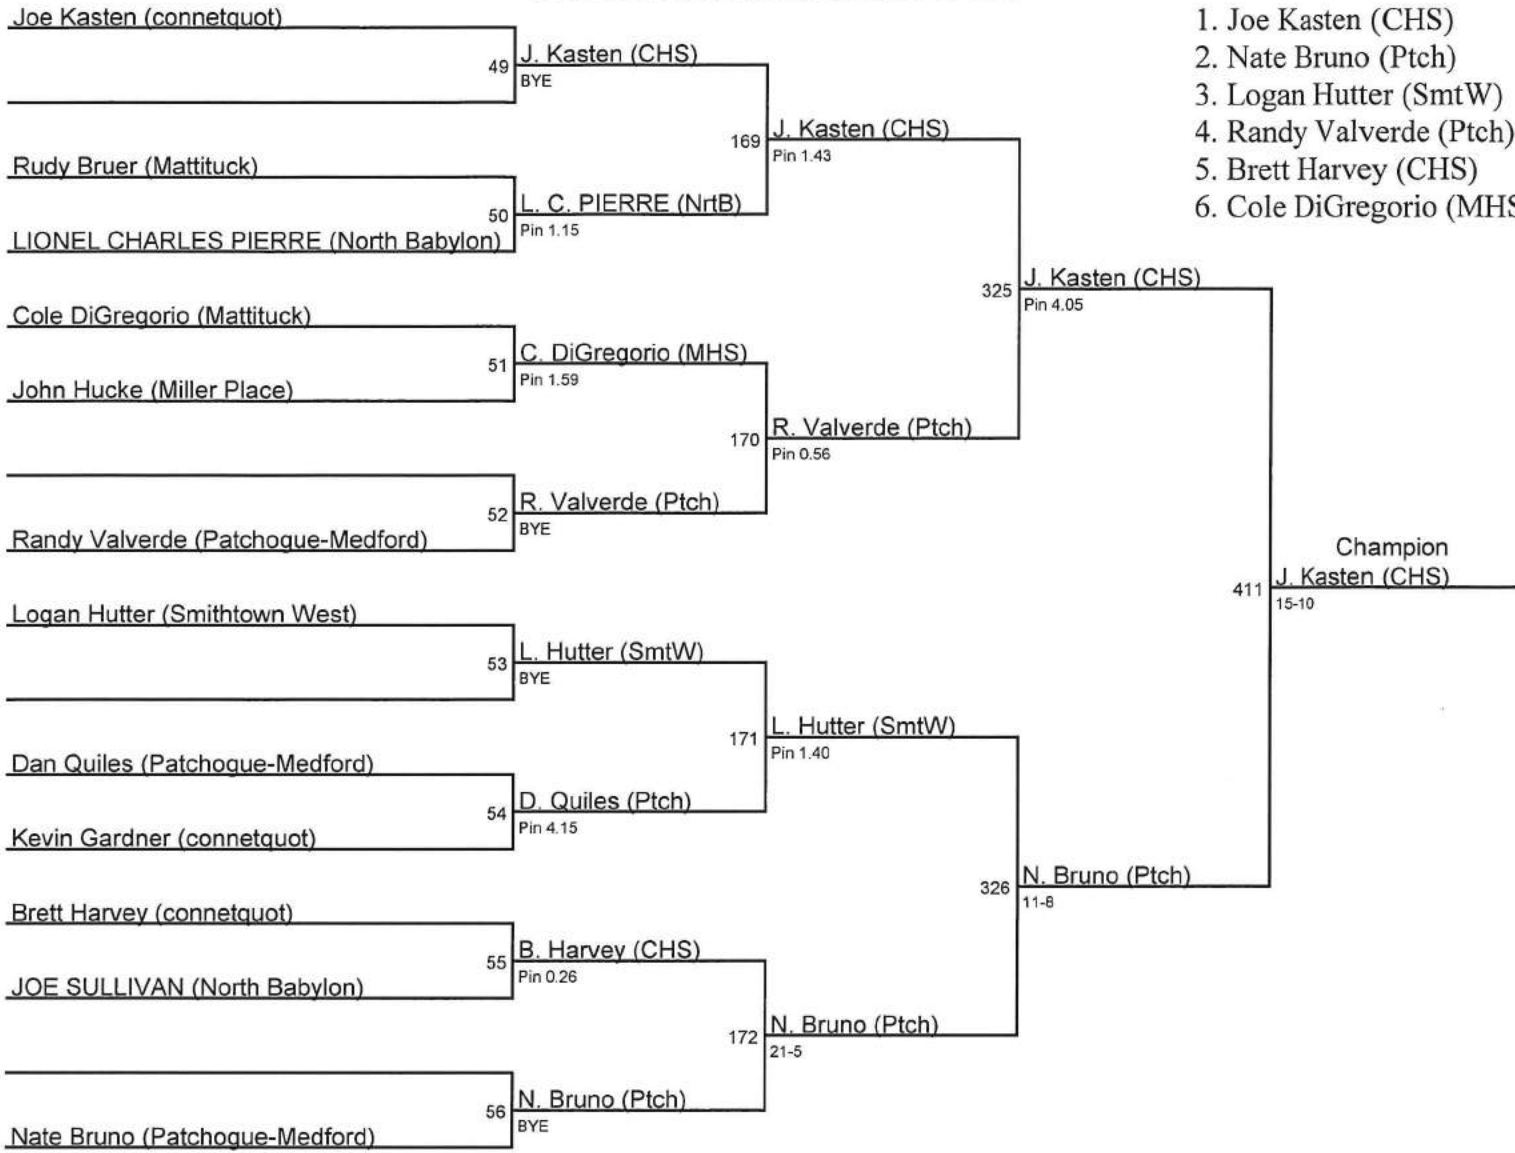 Joe Kasten (connetquot)
49
J. Kasten (CHS)
BYE
Rudy Bruer (Mattituck)
50
L. C. PIERRE (NrtB)
Pin 1.15
LIONEL CHARLES PIERRE (North Babylon)
169
J. Kasten (CHS)
Pin 1.43
Cole DiGregorio (Mattituck)
51
C. DiGregorio (MHS)
Pin 1.59
John Hucke (Miller Place)
170
R. Valverde (Ptch)
Pin 0.56
52
R. Valverde (Ptch)
BYE
Randy Valverde (Patchogue-Medford)
325
J. Kasten (CHS)
Pin 4.05
Logan Hutter (Smithtown West)
53
L. Hutter (SmtW)
BYE
171
L. Hutter (SmtW)
Pin 1.40
Dan Quiles (Patchogue-Medford)
54
D. Quiles (Ptch)
Pin 4.15
Kevin Gardner (connetquot)
326
N. Bruno (Ptch)
11-8
Brett Harvey (connetquot)
55
B. Harvey (CHS)
Pin 0.26
JOE SULLIVAN (North Babylon)
172
N. Bruno (Ptch)
21-5
56
N. Bruno (Ptch)
BYE
Nate Bruno (Patchogue-Medford)
Champion
411
J. Kasten (CHS)
15-10
1. Joe Kasten (CHS)
2. Nate Bruno (Ptch)
3. Logan Hutter (SmtW)
4. Randy Valverde (Ptch)
5. Brett Harvey (CHS)
6. Cole DiGregorio (MHS